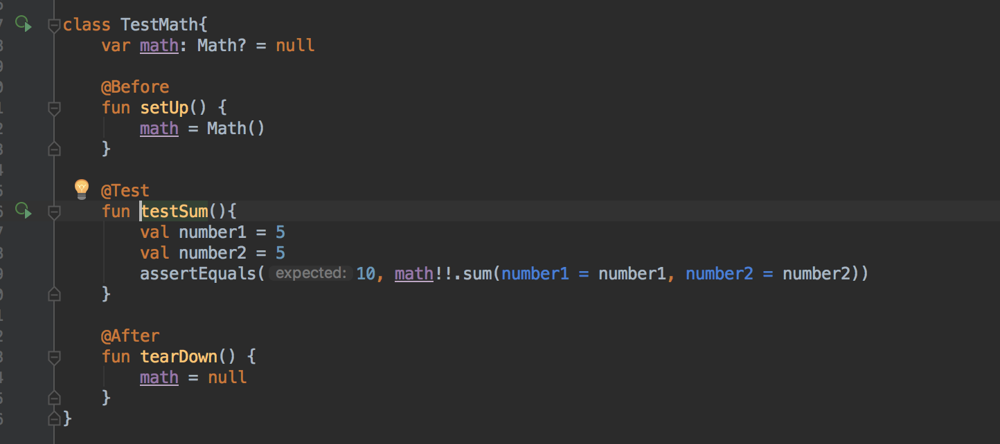 class TestMath{
var math: Math? = null
@Before
fun setUp() {
math = Math()
}
@Test
fun testSum(){
val number1 = 5
val number2 = 5
assertEquals( expected: 10, math!!.sum(number1 = number1, number2 = number2))
}
@After
fun tearDown() {
math = null
}
}